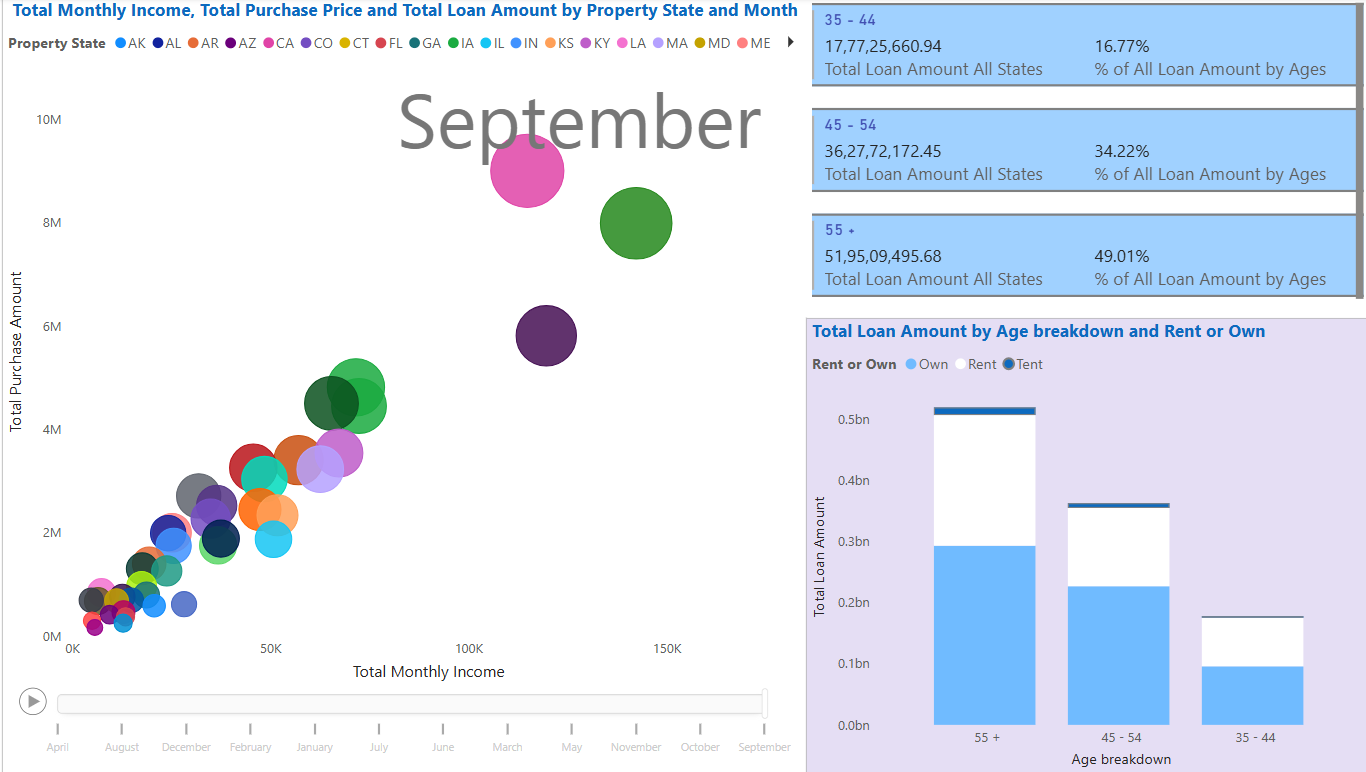 Total Monthly Income, Total Purchase Price and Total Loan Amount by Property State and Month
Property State AK AL AR AZ CA CO CT FL GA IA IL IN KS KY LA MA MD ME
September
10M
8M
6M
4M
2M
0M
Total Purchase Amount
0K 50K 100K 150K
Total Monthly Income
April August December February January July June March May November October September
35 - 44
17,77,25,660.94 16.77%
Total Loan Amount All States % of All Loan Amount by Ages
45 - 54
36,27,72,172.45 34.22%
Total Loan Amount All States % of All Loan Amount by Ages
55 +
51,95,09,495.68 49.01%
Total Loan Amount All States % of All Loan Amount by Ages
Total Loan Amount by Age breakdown and Rent or Own
Rent or Own Own Rent Tent
0.5bn
0.4bn
0.3bn
0.2bn
0.1bn
0.0bn
Total Loan Amount
55 + 45 - 54 35 - 44
Age breakdown